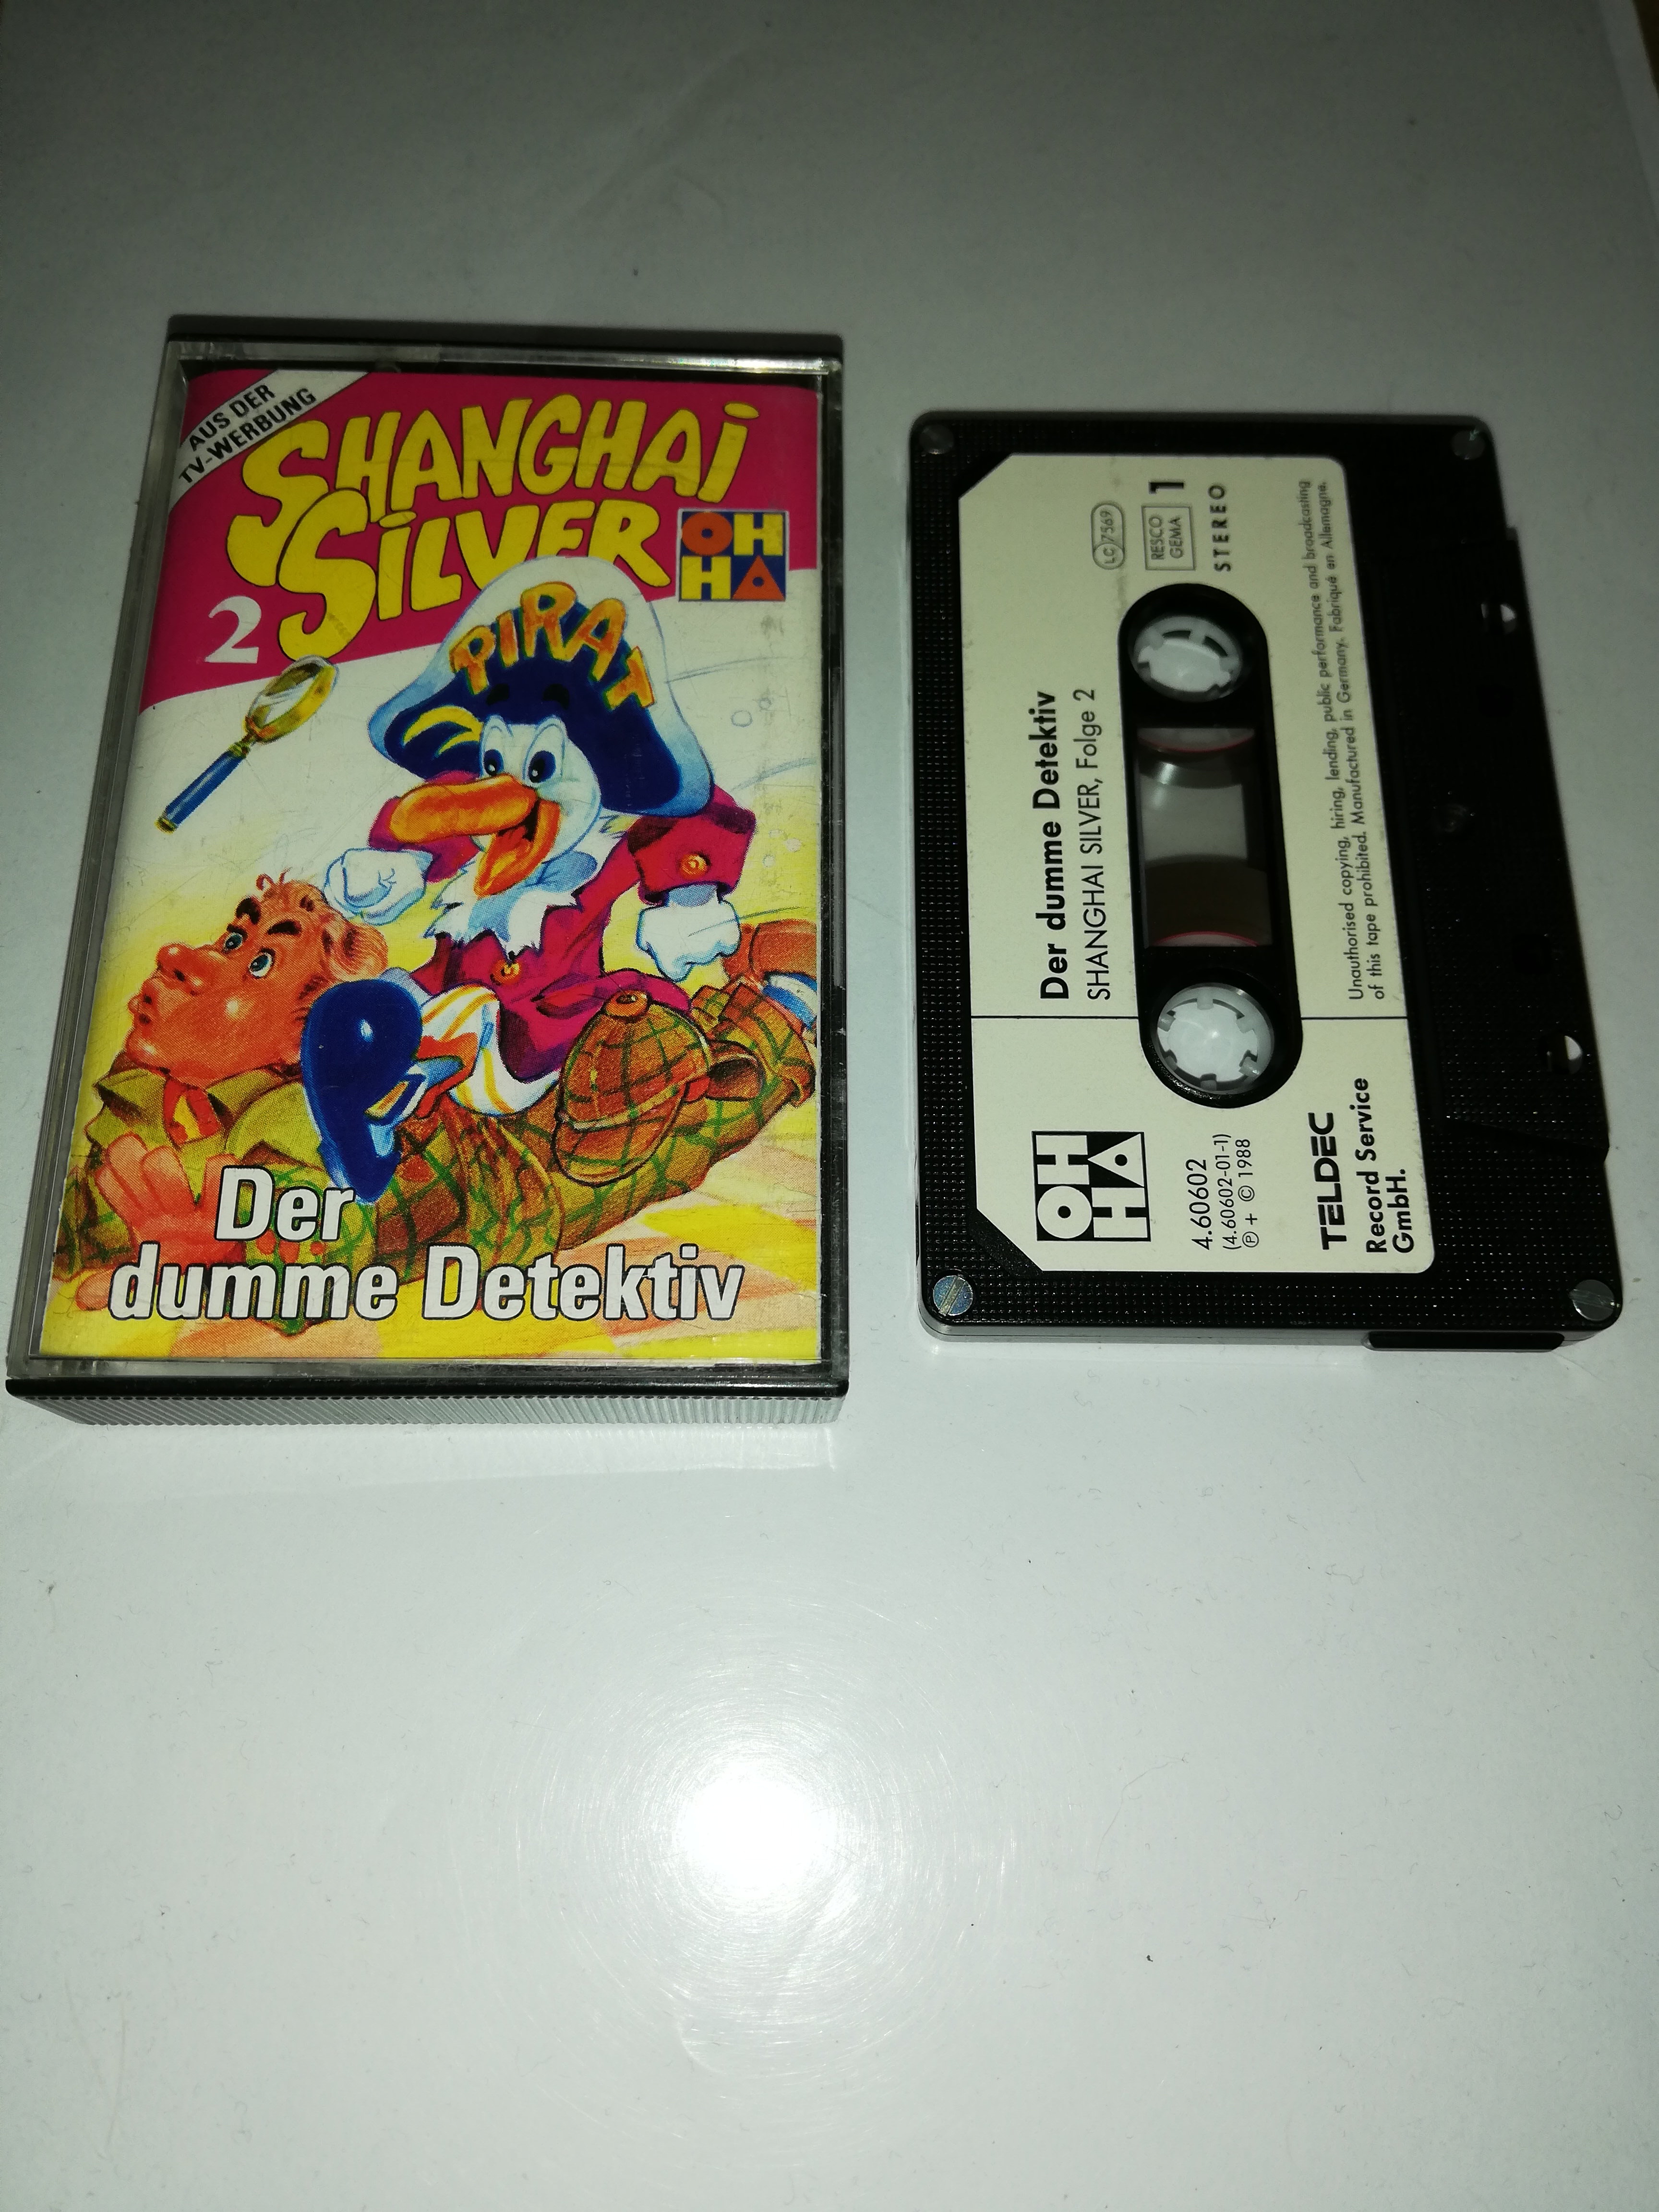 AUS DER
TV-WERBUNG
SHANGHAI
SILVER
OH
HA
2
PIRAT
Der
dumme Detektiv
Der dumme Detektiv
SHANGHAI SILVER, Folge 2
LC 7569
RESCO
GEMA
1
STEREO
Unauthorised copying, hiring, lending, public performance and broadcasting
of this tape prohibited. Manufactured in Germany. Fabriqué en Allemagne.
OH
HA
4.60602
(4.60602-01-1)
Ⓟ + © 1988
TELDEC
Record Service
GmbH.